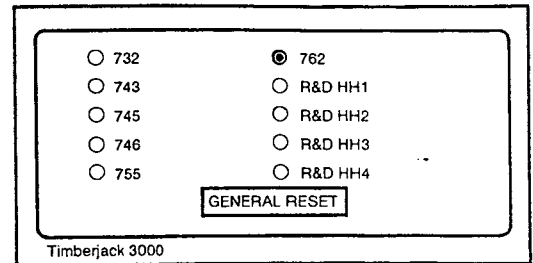 732 762
743 R&D HH1
745 R&D HH2
746 R&D HH3
755 R&D HH4
GENERAL RESET
Timberjack 3000